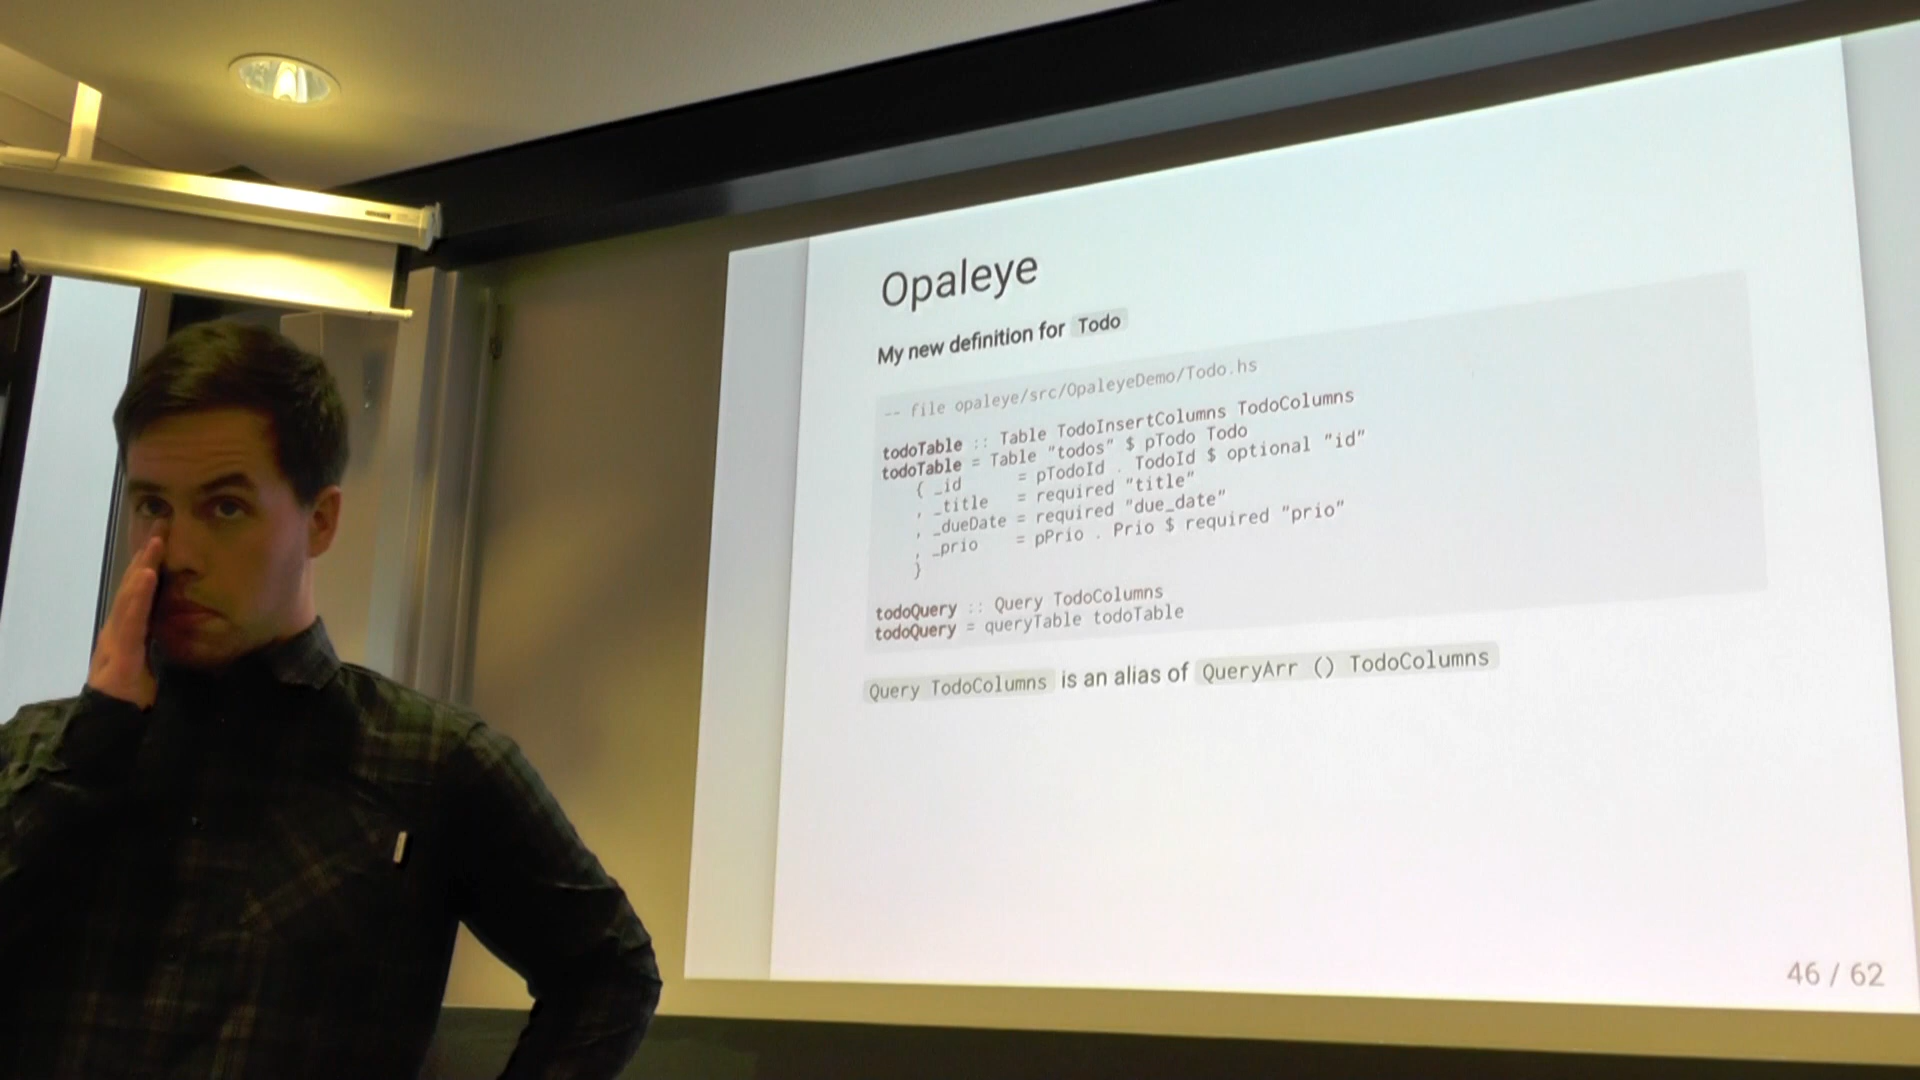 Opaleye
My new definition for Todo
-- file opaleye/src/OpaleyeDemo/Todo.hs
todoTable :: Table TodoInsertColumns TodoColumns
todoTable = Table "todos" $ pTodo Todo
{ _id = pTodoId . TodoId $ optional "id"
, _title = required "title"
, _dueDate = required "due_date"
, _prio = pPrio . Prio $ required "prio"
}
todoQuery :: Query TodoColumns
todoQuery = queryTable todoTable
Query TodoColumns is an alias of QueryArr () TodoColumns
46 / 62